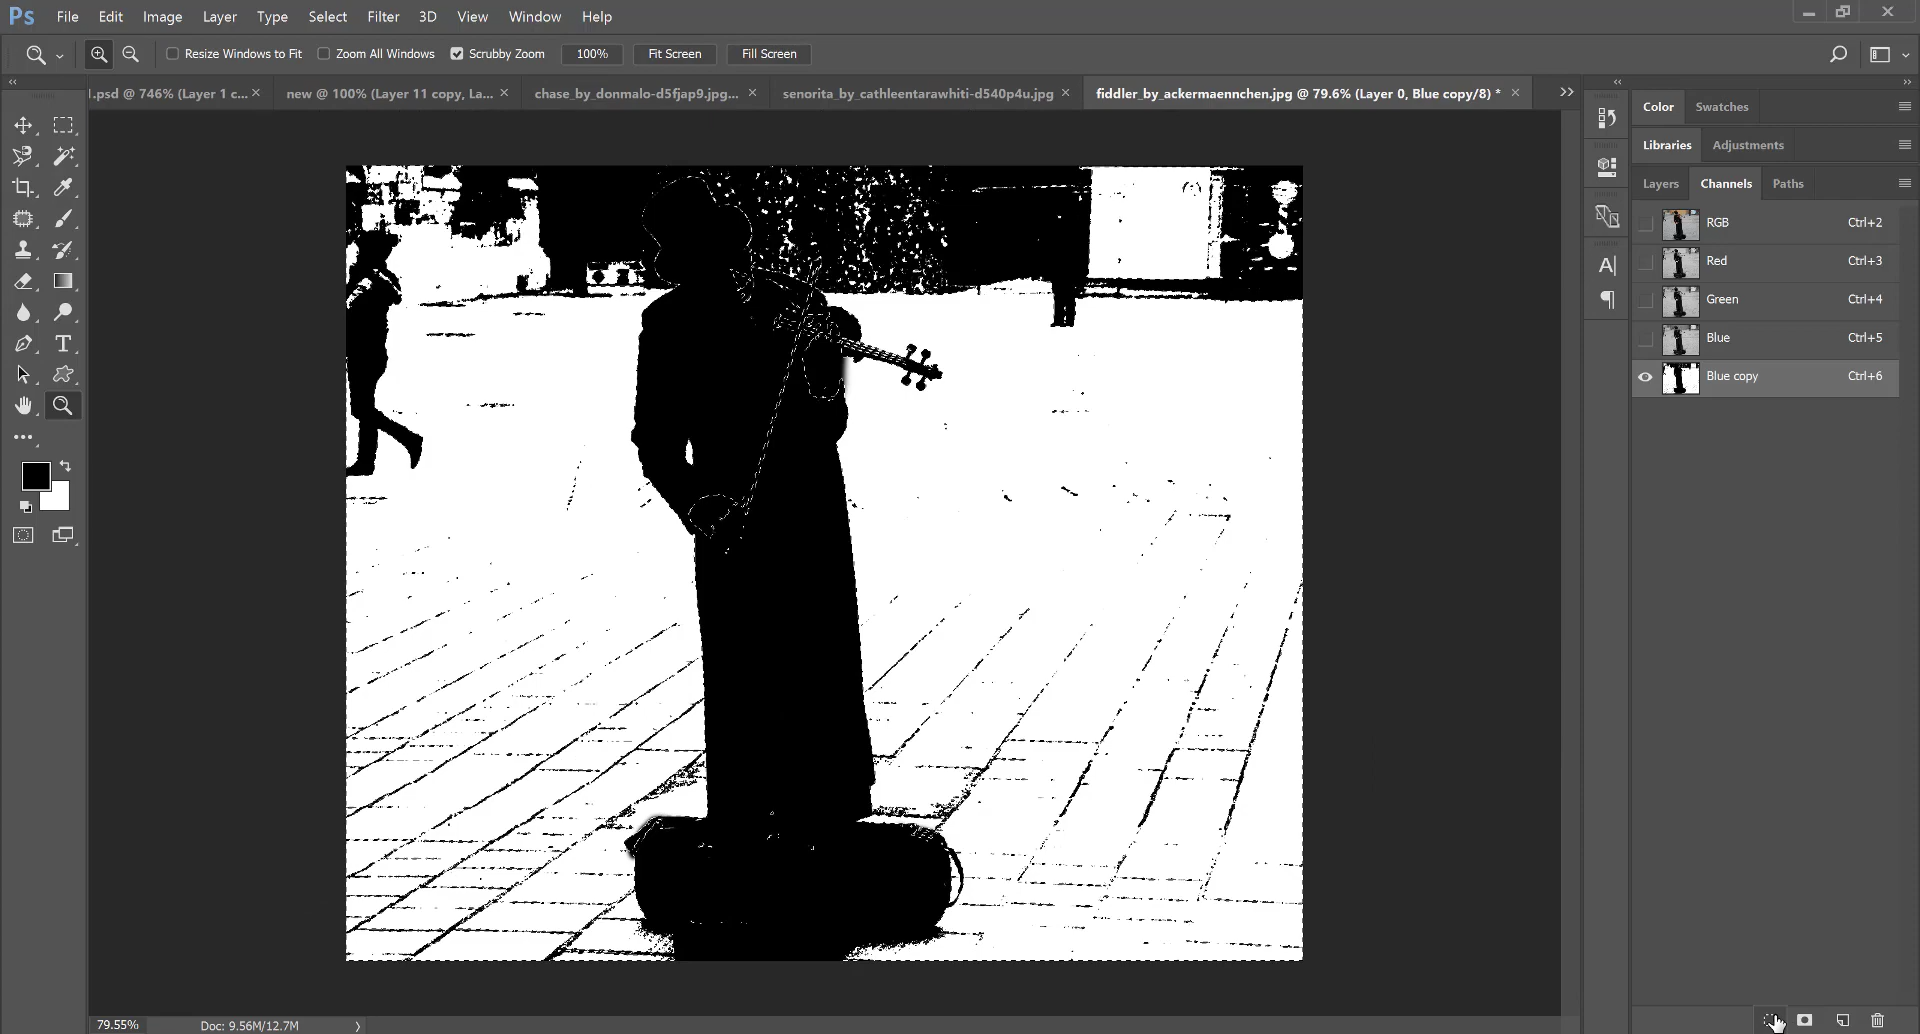 Ps File Edit Image Layer Type Select Filter 3D View Window Help
Resize Windows to Fit Zoom All Windows Scrubby Zoom 100% Fit Screen Fill Screen
l.psd @ 746% (Layer 1 c... × new @ 100% (Layer 11 copy, La... × chase_by_donmalo-d5fjap9.jpg... × senorita_by_cathleentarawhiti-d540p4u.jpg × fiddler_by_ackermaennchen.jpg @ 79.6% (Layer 0, Blue copy/8) * ×
Color Swatches
Libraries Adjustments
Layers Channels Paths
RGB Ctrl+2
Red Ctrl+3
Green Ctrl+4
Blue Ctrl+5
Blue copy Ctrl+6
79.55% Doc: 9.56M/12.7M